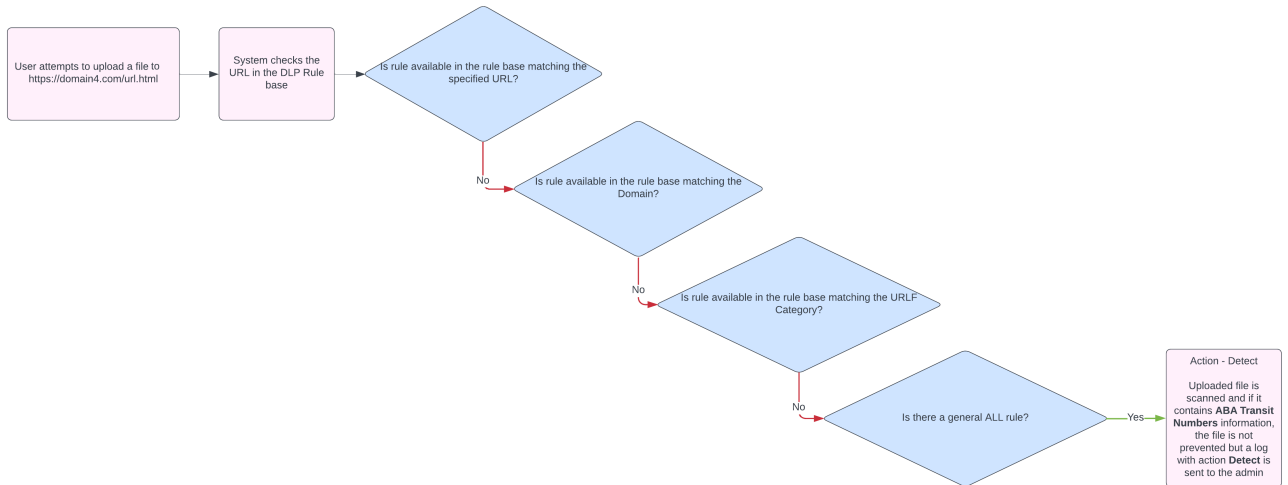 User attempts to upload a file to
https://domain4.com/url.html
System checks the
URL in the DLP Rule
base
Is rule available in the rule base matching the
specified URL?
No
Is rule available in the rule base matching the
Domain?
No
Is rule available in the rule base matching the URLF
Category?
No
Is there a general ALL rule?
Yes
Action - Detect
Uploaded file is
scanned and if it
contains ABA Transit
Numbers information,
the file is not
prevented but a log
with action Detect is
sent to the admin